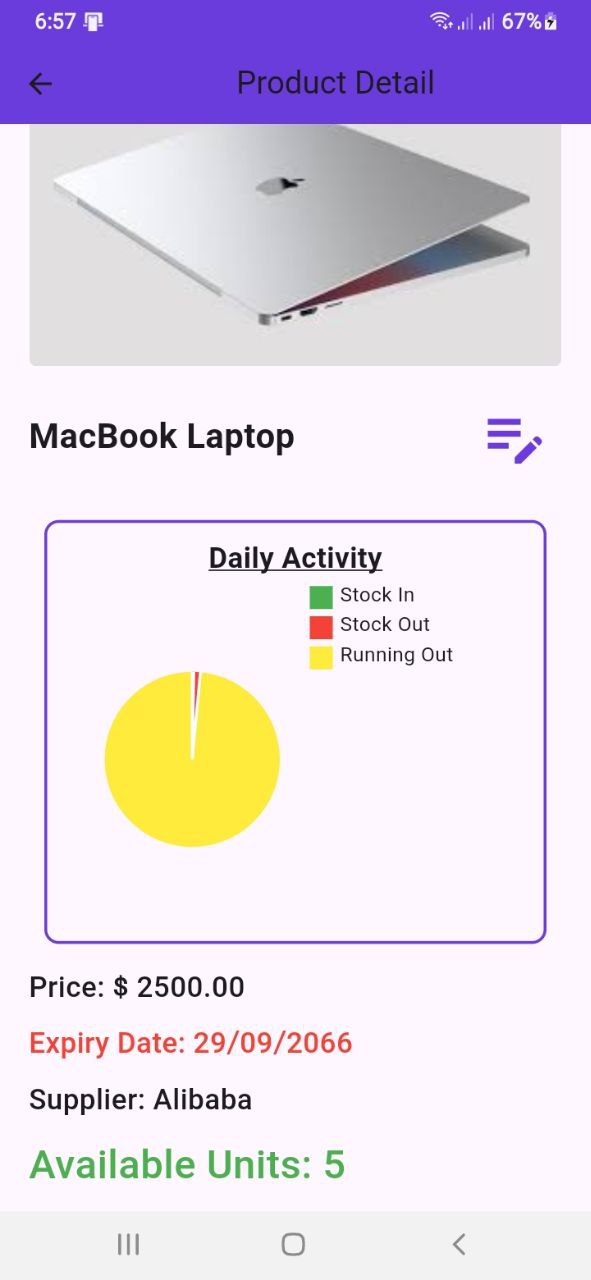 6:57 67%
Product Detail
MacBook Laptop
Daily Activity
Stock In
Stock Out
Running Out
Price: $ 2500.00
Expiry Date: 29/09/2066
Supplier: Alibaba
Available Units: 5